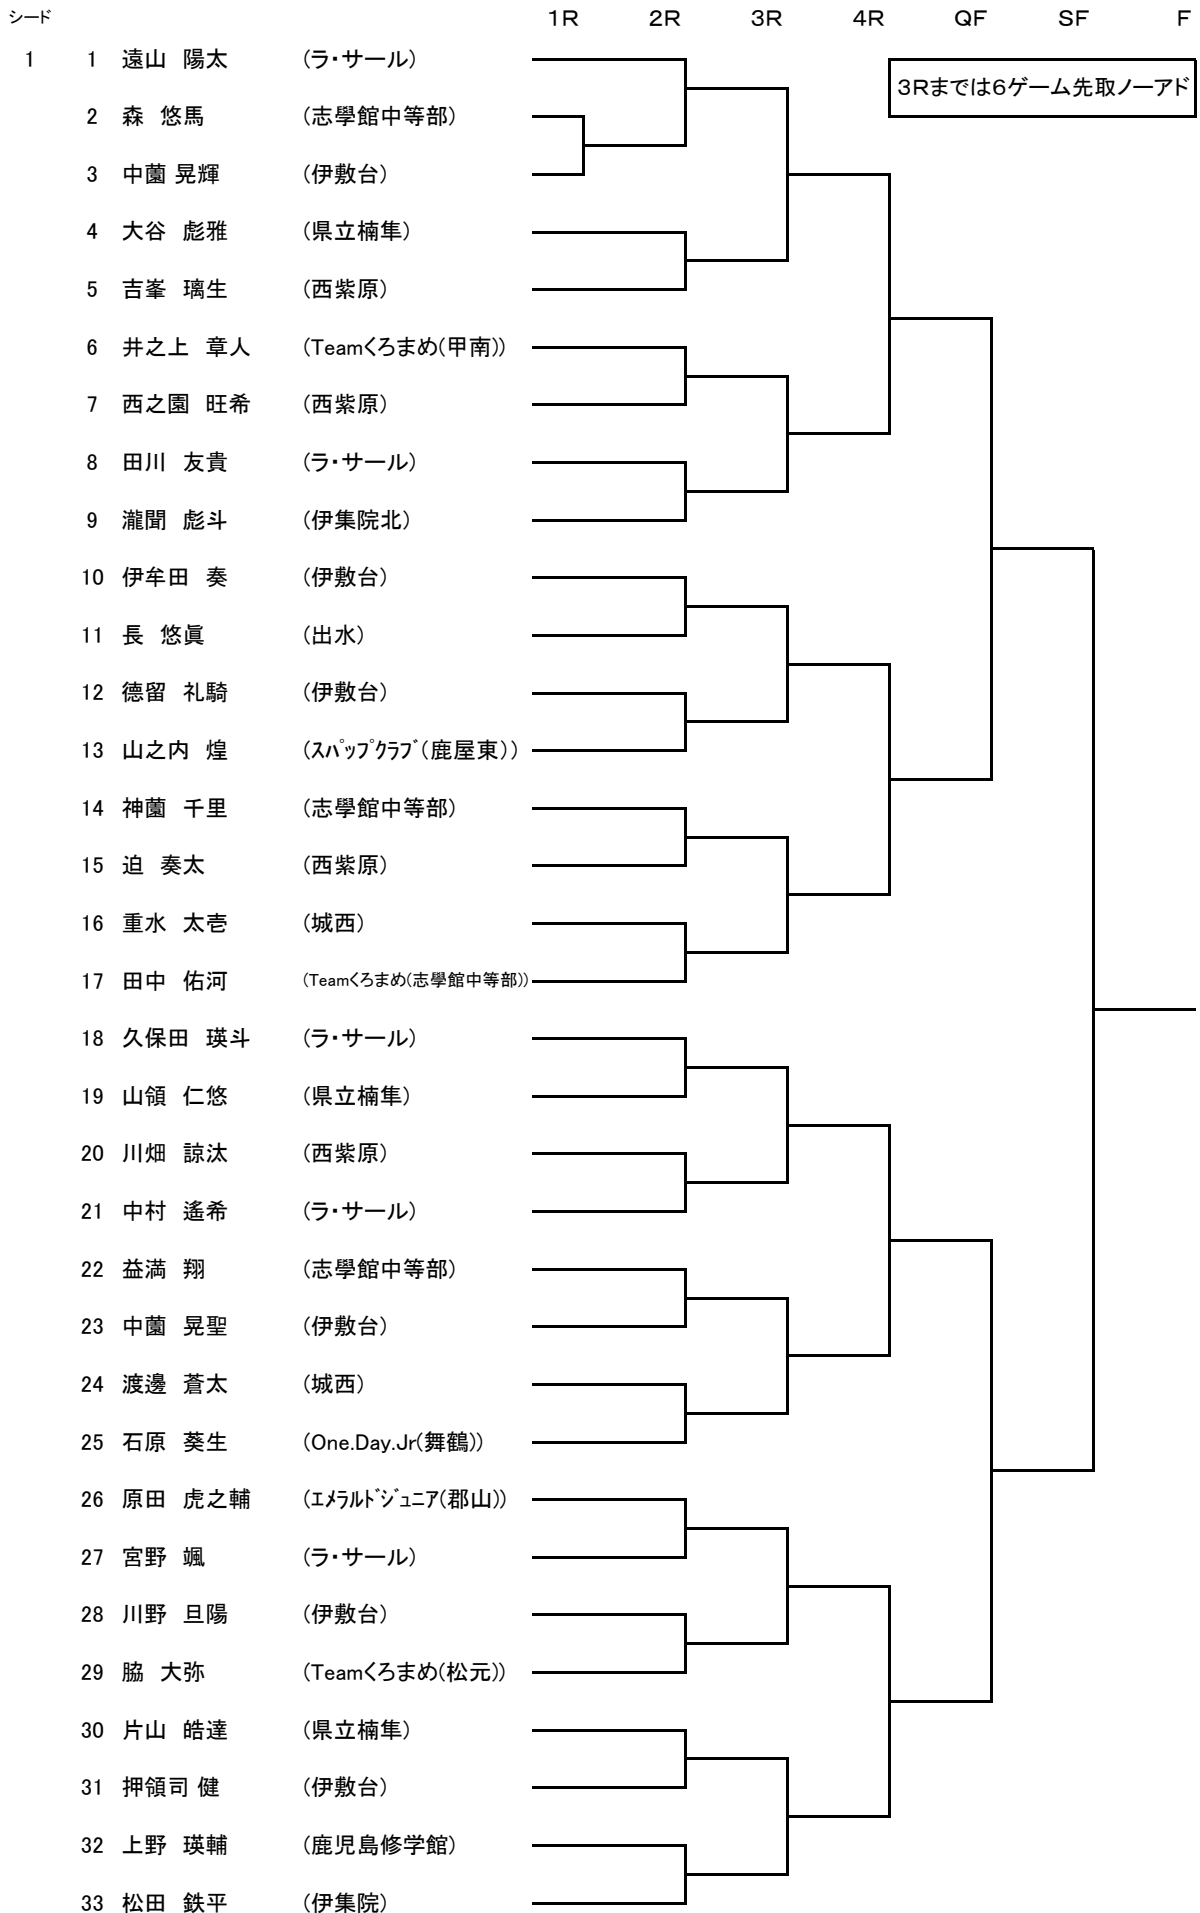 シード 1R 2R 3R 4R QF SF F
1 1 遠山 陽太 (ラ・サール)
3Rまでは6ゲーム先取ノーアド
2 森 悠馬 (志學館中等部)
3 中薗 晃輝 (伊敷台)
4 大谷 彪雅 (県立楠隼)
5 吉峯 璃生 (西紫原)
6 井之上 章人 (Teamくろまめ(甲南))
7 西之園 旺希 (西紫原)
8 田川 友貴 (ラ・サール)
9 瀧聞 彪斗 (伊集院北)
10 伊牟田 奏 (伊敷台)
11 長 悠眞 (出水)
12 德留 礼騎 (伊敷台)
13 山之内 煌 (ｽﾊﾟｯﾌﾟｸﾗﾌﾞ(鹿屋東))
14 神薗 千里 (志學館中等部)
15 迫 奏太 (西紫原)
16 重水 太壱 (城西)
17 田中 佑河 (Teamくろまめ(志學館中等部))
18 久保田 瑛斗 (ラ・サール)
19 山領 仁悠 (県立楠隼)
20 川畑 諒汰 (西紫原)
21 中村 遙希 (ラ・サール)
22 益満 翔 (志學館中等部)
23 中薗 晃聖 (伊敷台)
24 渡邊 蒼太 (城西)
25 石原 葵生 (One.Day.Jr(舞鶴))
26 原田 虎之輔 (ｴﾒﾗﾙﾄﾞｼﾞｭﾆｱ(郡山))
27 宮野 颯 (ラ・サール)
28 川野 旦陽 (伊敷台)
29 脇 大弥 (Teamくろまめ(松元))
30 片山 皓達 (県立楠隼)
31 押領司 健 (伊敷台)
32 上野 瑛輔 (鹿児島修学館)
33 松田 鉄平 (伊集院)